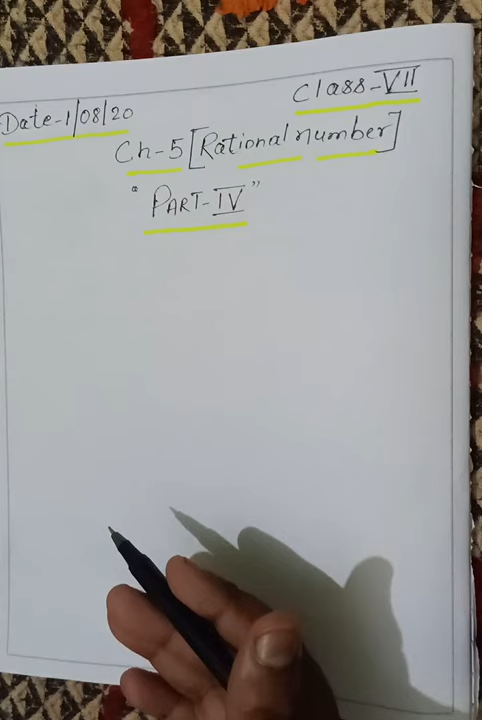 Class-VII
Date-1/08/20
Ch-5 [Rational number]
"PART-IV"